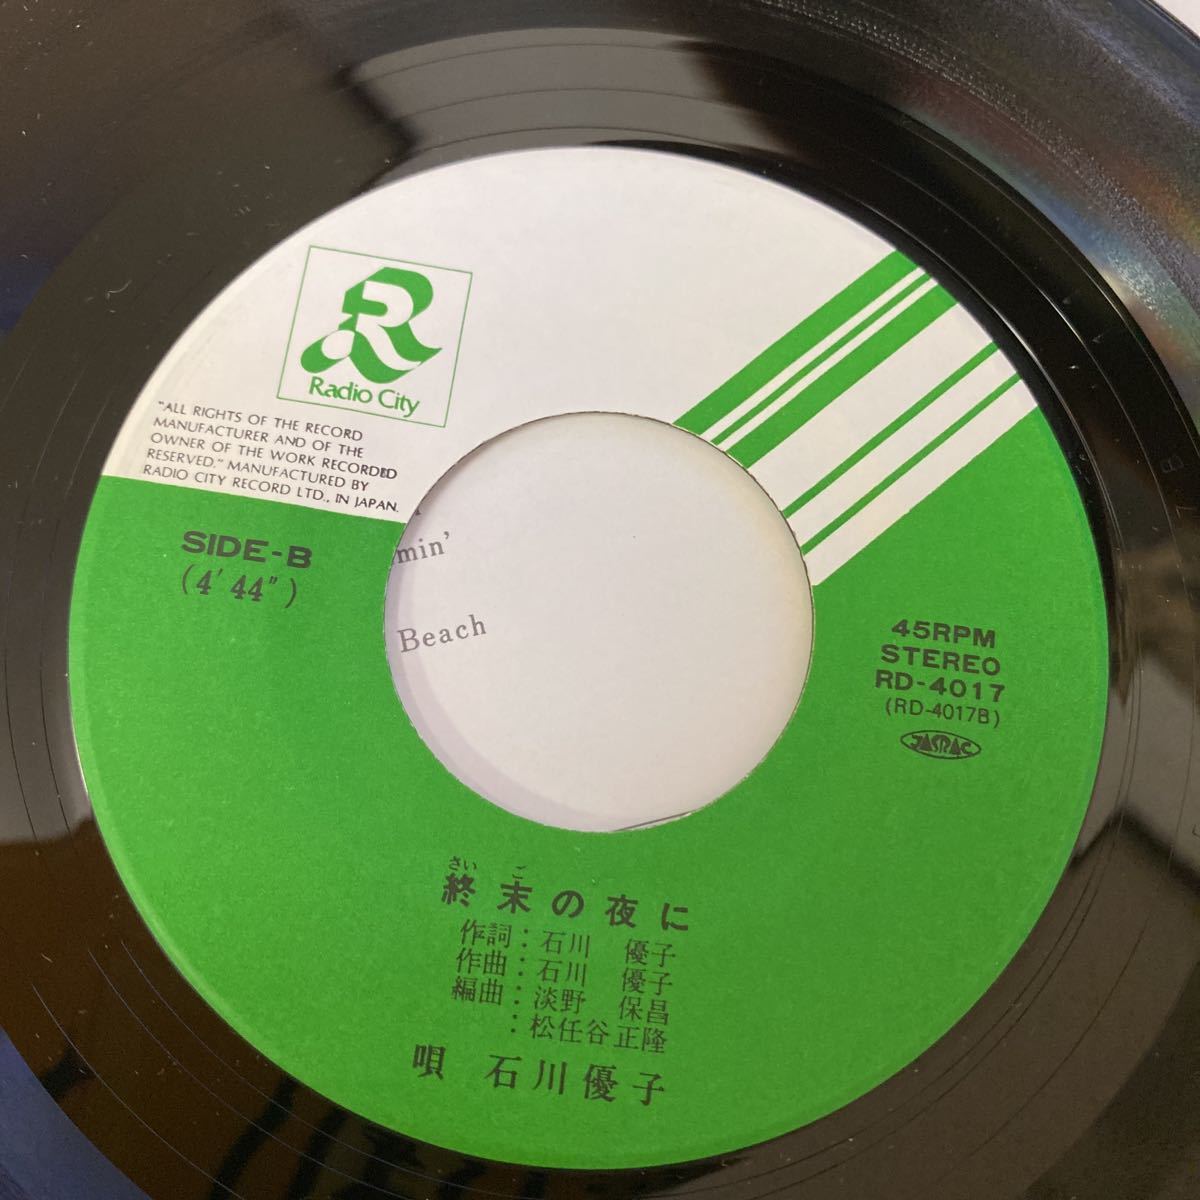 Radio City
"ALL RIGHTS OF THE RECORD
MANUFACTURER AND OF THE
OWNER OF THE WORK RECORDED
RESERVED." MANUFACTURED BY
RADIO CITY RECORD LTD., IN JAPAN.
SIDE-B
(4'44")
min'
Beach
45RPM
STEREO
RD-4017
(RD-4017B)
JASRAC
さいご
終末の夜に
作詞：石川 優子
作曲：石川 優子
編曲：淡野 保昌
：松任谷正隆
唄 石川優子